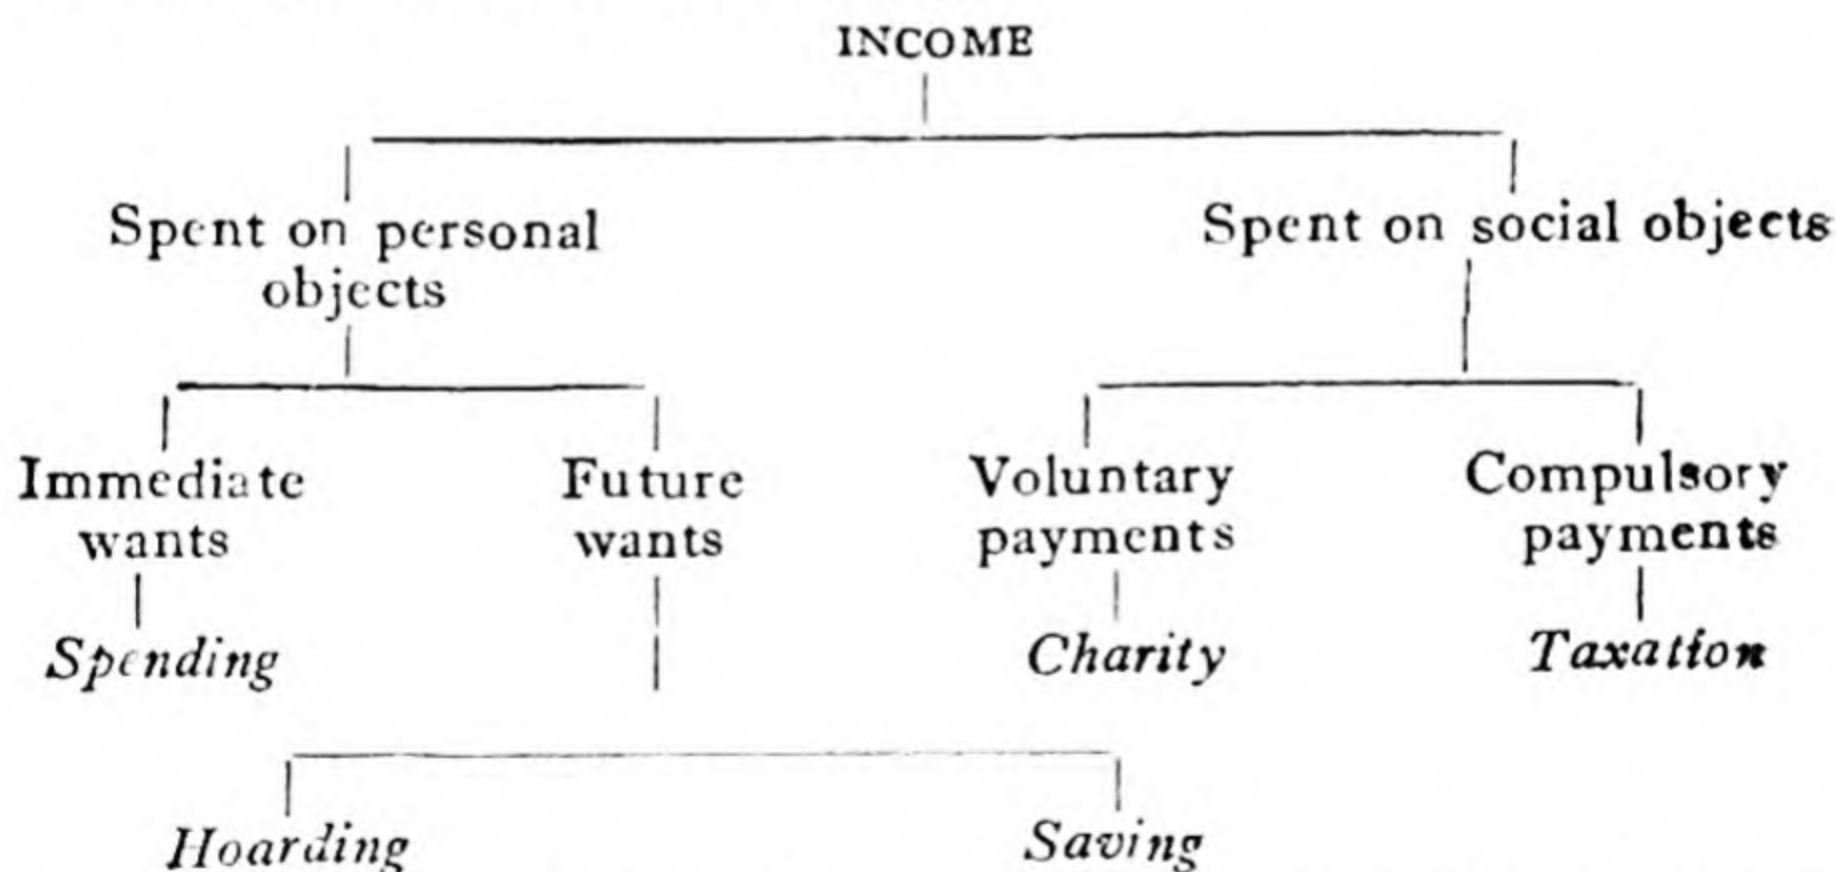 INCOME
Spent on personal
objects
Spent on social objects
Immediate
wants
Future
wants
Voluntary
payments
Compulsory
payments
Spending
Charity
Taxation
Hoarding
Saving